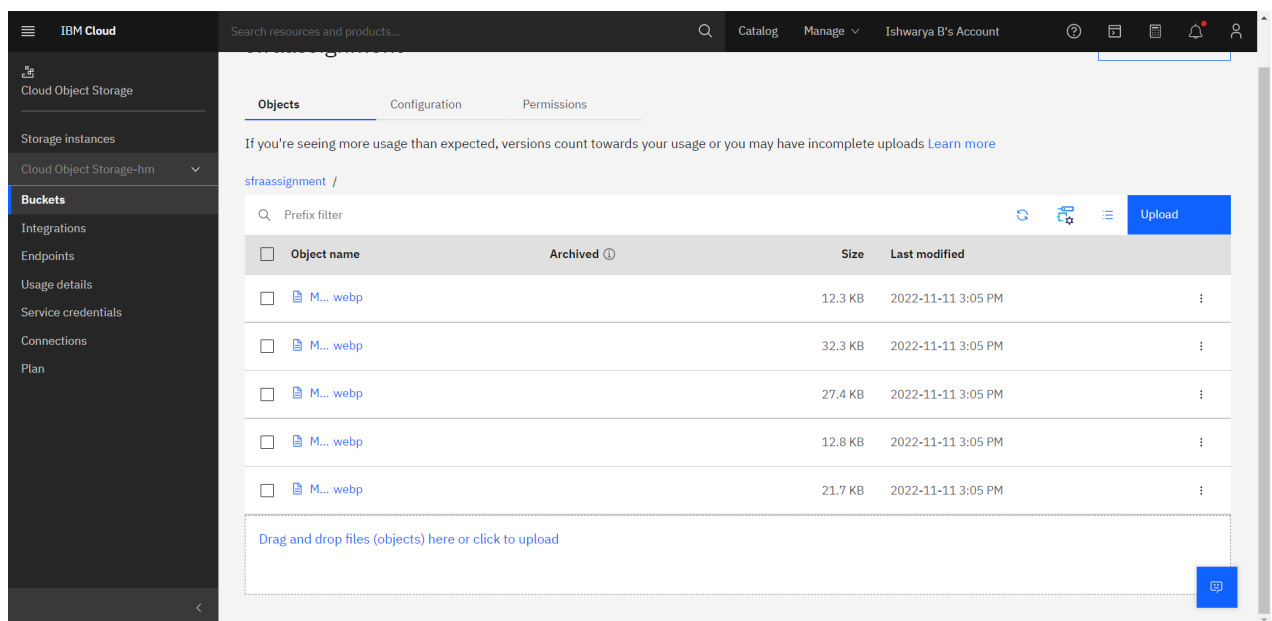 IBM Cloud
Search resources and products...
Catalog
Manage
Ishwarya B's Account
Cloud Object Storage
Storage instances
Cloud Object Storage-hm
Buckets
Integrations
Endpoints
Usage details
Service credentials
Connections
Plan
Objects
Configuration
Permissions
If you're seeing more usage than expected, versions count towards your usage or you may have incomplete uploads Learn more
sfraassignment /
Prefix filter
Upload
Object name Archived Size Last modified
M... webp 12.3 KB 2022-11-11 3:05 PM
M... webp 32.3 KB 2022-11-11 3:05 PM
M... webp 27.4 KB 2022-11-11 3:05 PM
M... webp 12.8 KB 2022-11-11 3:05 PM
M... webp 21.7 KB 2022-11-11 3:05 PM
Drag and drop files (objects) here or click to upload